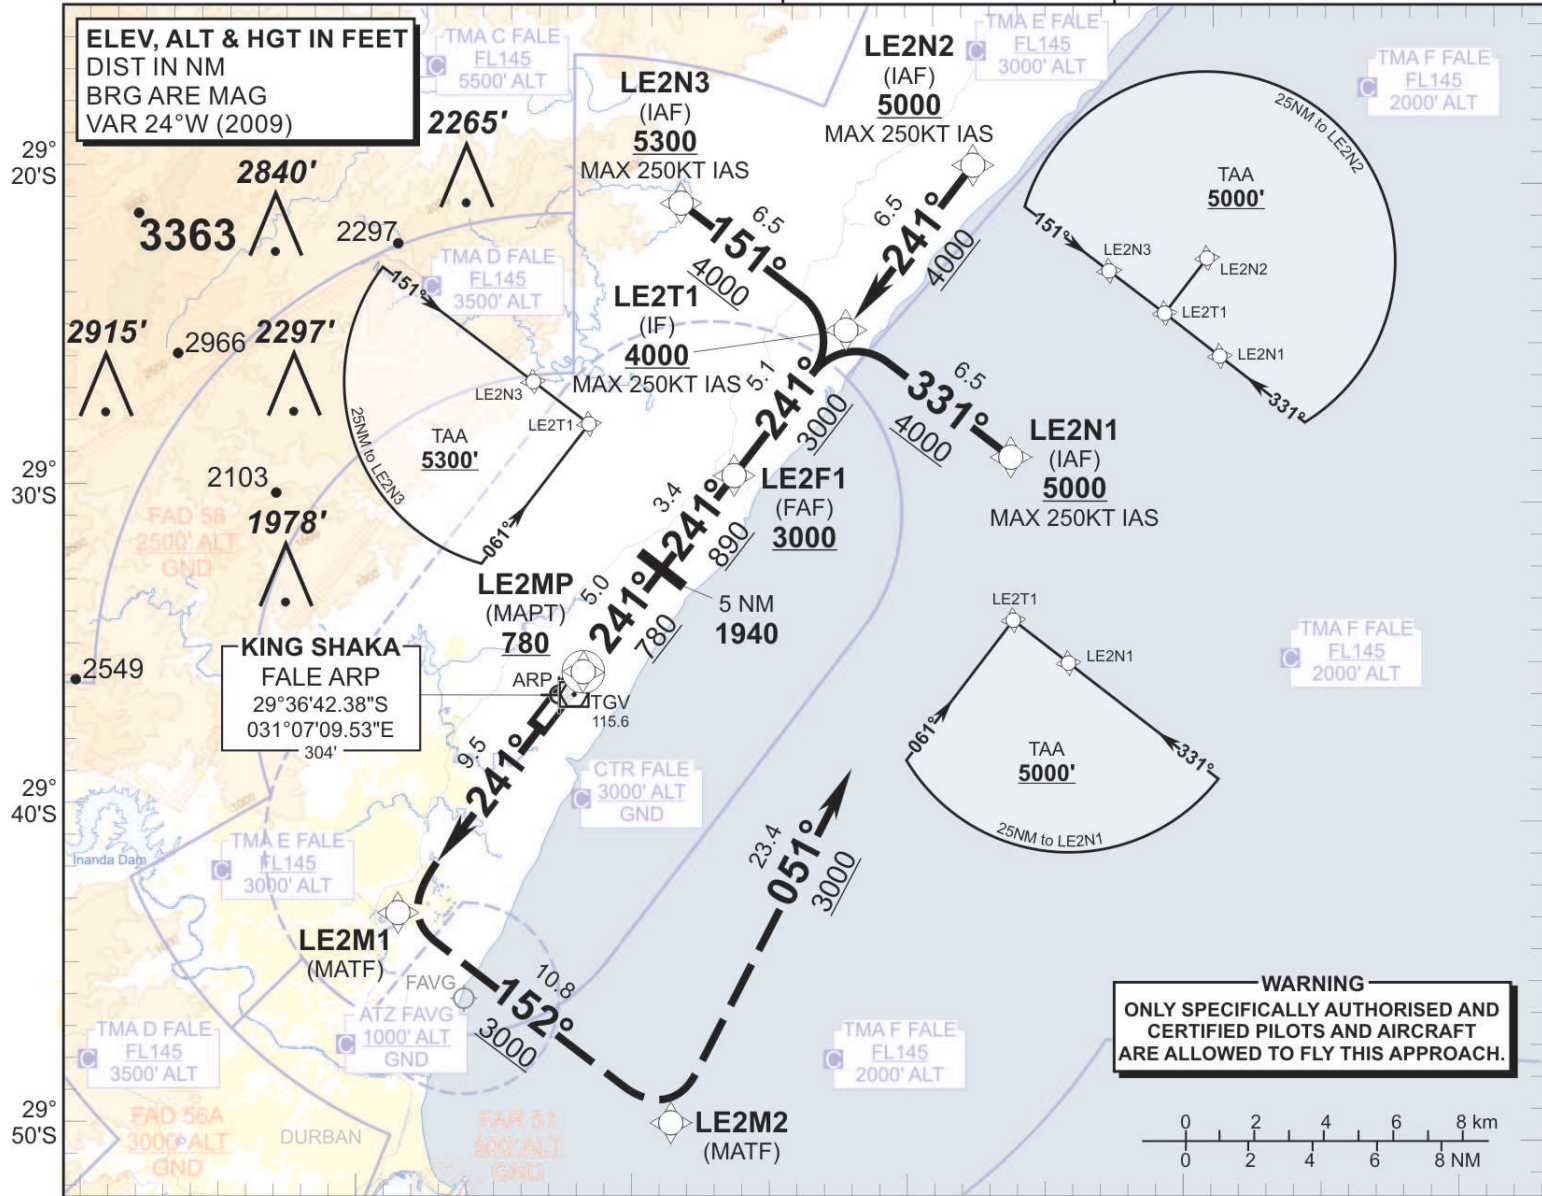 ELEV, ALT & HGT IN FEET
DIST IN NM
BRG ARE MAG
VAR 24°W (2009)
TMA C FALE
FL145
5500' ALT
C
LE2N3
(IAF)
5300
MAX 250KT IAS
LE2N2
(IAF)
5000
MAX 250KT IAS
TMA E FALE
FL145
3000' ALT
C
TMA F FALE
FL145
2000' ALT
C
29°
20'S
2265'
2840'
3363
2297
TMA D FALE
FL145
3500' ALT
C
6.5
151°
4000
6.5
241°
4000
25NM to LE2N2
TAA
5000'
151°
LE2N3
LE2N2
LE2T1
LE2N1
331°
LE2T1
(IF)
4000
MAX 250KT IAS
2915'
2966
2297'
151°
LE2N3
LE2T1
TAA
5300'
25NM to LE2N3
061°
5.1
241°
3000
6.5
331°
4000
LE2N1
(IAF)
5000
MAX 250KT IAS
29°
30'S
2103
1978'
FAD 58
2500' ALT
GND
LE2F1
(FAF)
3000
3.4
241°
890
LE2MP
(MAPT)
780
5.0
241°
780
5 NM
1940
LE2T1
LE2N1
061°
331°
TAA
5000'
25NM to LE2N1
TMA F FALE
FL145
2000' ALT
C
2549
KING SHAKA
FALE ARP
29°36'42.38"S
031°07'09.53"E
304'
ARP
TGV
115.6
9.5
241°
CTR FALE
3000' ALT
GND
C
29°
40'S
Inanda Dam
TMA E FALE
FL145
3000' ALT
C
23.4
051°
3000
LE2M1
(MATF)
FAVG
ATZ FAVG
1000' ALT
GND
C
10.8
152°
3000
TMA D FALE
FL145
3500' ALT
C
TMA F FALE
FL145
2000' ALT
C
WARNING
ONLY SPECIFICALLY AUTHORISED AND
CERTIFIED PILOTS AND AIRCRAFT
ARE ALLOWED TO FLY THIS APPROACH.
29°
50'S
FAD 56A
3000 ALT
GND
DURBAN
FAR 51
500' ALT
GND
LE2M2
(MATF)
0 2 4 6 8 km
0 2 4 6 8 NM